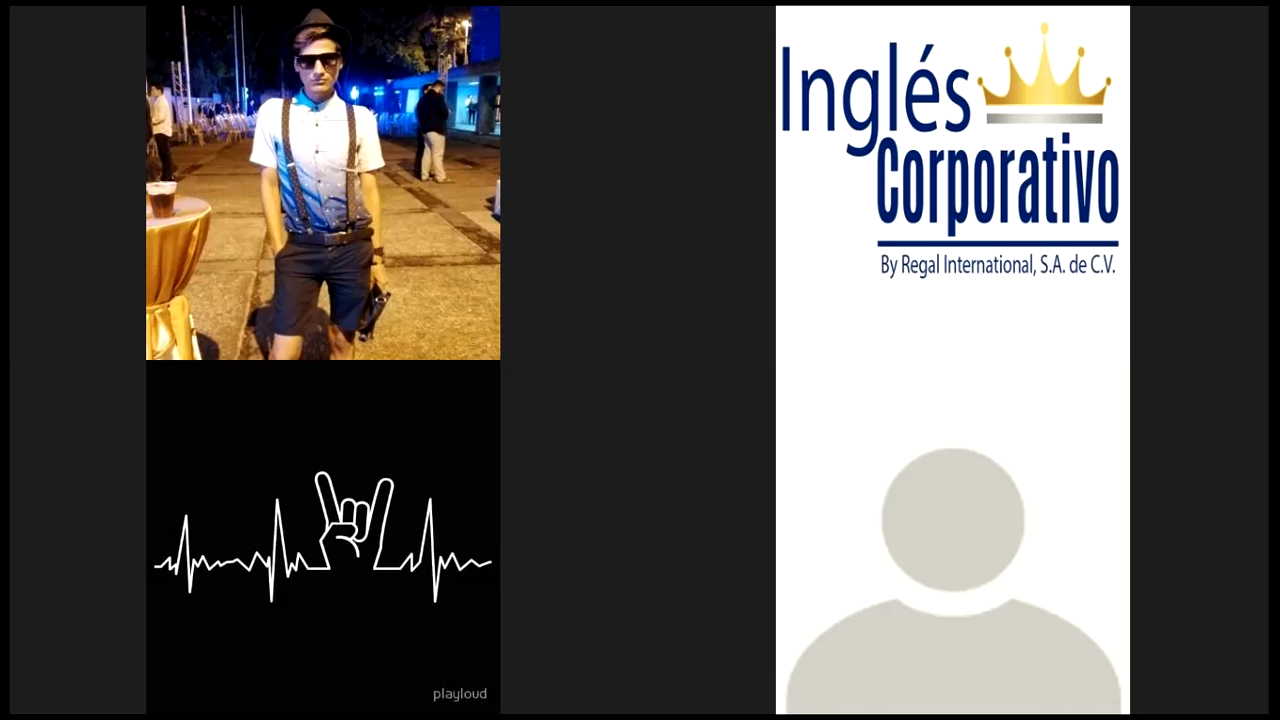 Inglés
Corporativo
By Regal International, S.A. de C.V.
playloud